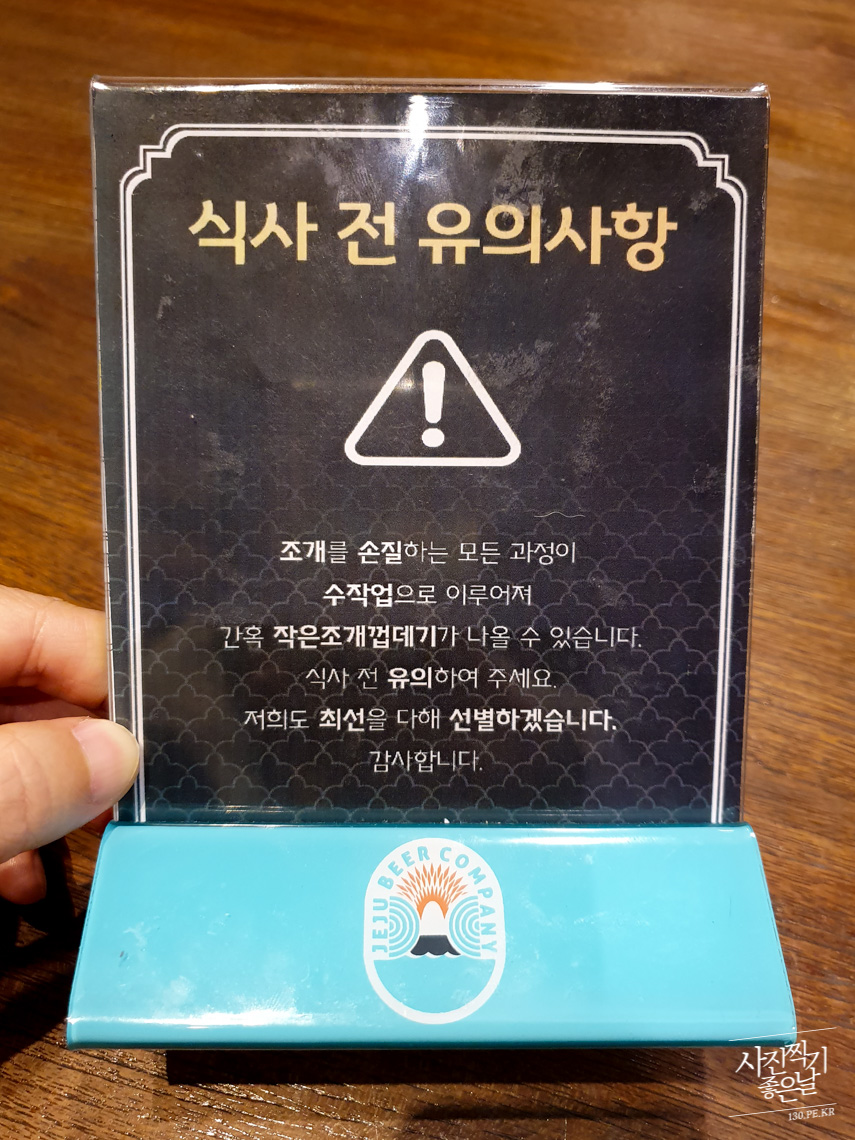 식사 전 유의사항
조개를 손질하는 모든 과정이
수작업으로 이루어져
간혹 작은조개껍데기가 나올 수 있습니다.
식사 전 유의하여 주세요.
저희도 최선을 다해 선별하겠습니다.
감사합니다.
JEJU BEER COMPANY
사진찍기
좋은날
130.PE.KR